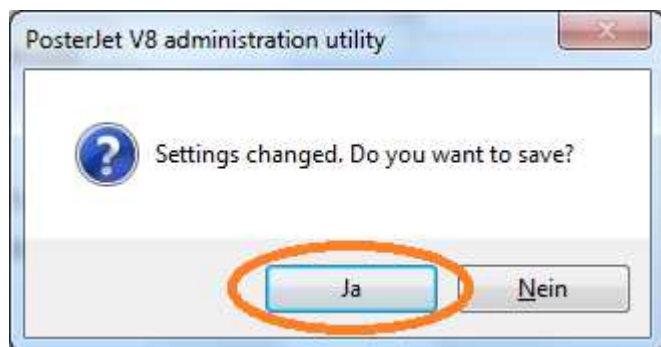 PosterJet V8 administration utility
Settings changed. Do you want to save?
Ja
Nein